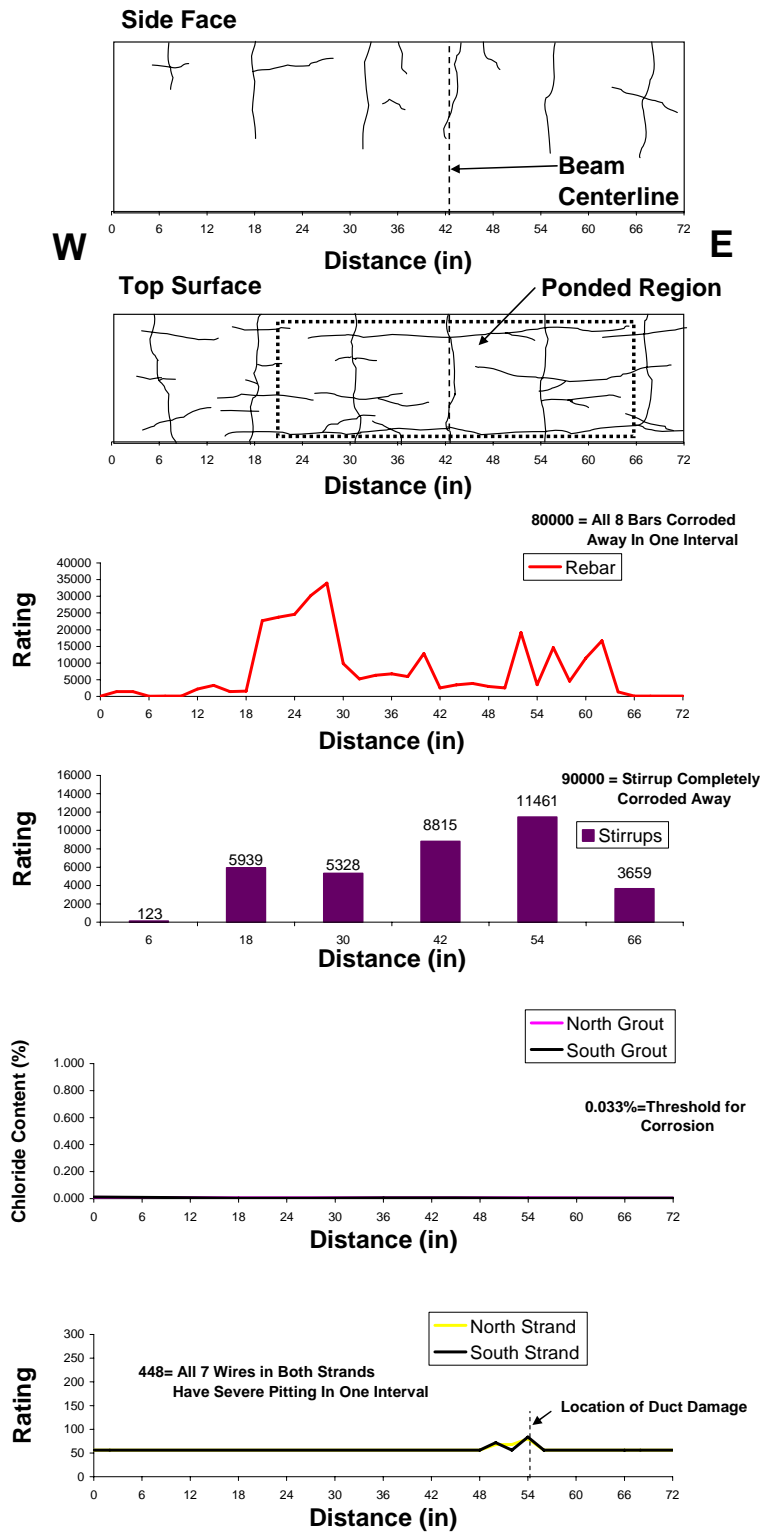 Side Face
Beam
Centerline
0 6 12 18 24 30 36 42 48 54 60 66 72
W
E
Distance (in)
Top Surface
Ponded Region
0 6 12 18 24 30 36 42 48 54 60 66 72
Distance (in)
80000 = All 8 Bars Corroded
Away In One Interval
Rebar
Rating
40000
35000
30000
25000
20000
15000
10000
5000
0
0 6 12 18 24 30 36 42 48 54 60 66 72
Distance (in)
90000 = Stirrup Completely
Corroded Away
Stirrups
Rating
16000
14000
12000
10000
8000
6000
4000
2000
0
123
5939
5328
8815
11461
3659
6 18 30 42 54 66
Distance (in)
North Grout
South Grout
0.033%=Threshold for
Corrosion
Chloride Content (%)
1.000
0.800
0.600
0.400
0.200
0.000
0 6 12 18 24 30 36 42 48 54 60 66 72
Distance (in)
North Strand
South Strand
448= All 7 Wires in Both Strands
Have Severe Pitting In One Interval
Location of Duct Damage
Rating
300
250
200
150
100
50
0
0 6 12 18 24 30 36 42 48 54 60 66 72
Distance (in)